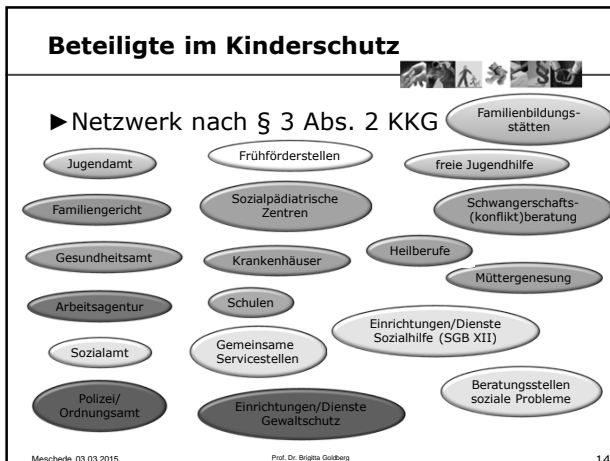 Beteiligte im Kinderschutz
§
►Netzwerk nach § 3 Abs. 2 KKG
Familienbildungs-
stätten
Jugendamt
Frühförderstellen
freie Jugendhilfe
Familiengericht
Sozialpädiatrische
Zentren
Schwangerschafts-
(konflikt)beratung
Gesundheitsamt
Krankenhäuser
Heilberufe
Müttergenesung
Arbeitsagentur
Schulen
Einrichtungen/Dienste
Sozialhilfe (SGB XII)
Sozialamt
Gemeinsame
Servicestellen
Beratungsstellen
soziale Probleme
Polizei/
Ordnungsamt
Einrichtungen/Dienste
Gewaltschutz
Meschede, 03.03.2015
Prof. Dr. Brigitta Goldberg
14